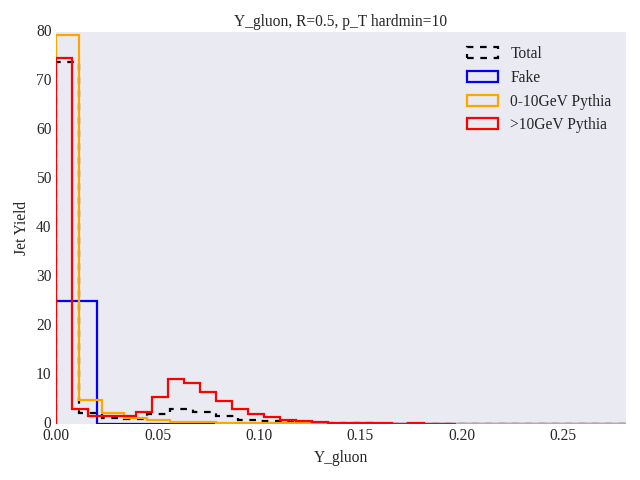 Y_gluon, R=0.5, p_T hardmin=10
80
70
60
50
40
30
20
10
0
Jet Yield
Total
Fake
0-10GeV Pythia
>10GeV Pythia
0.00 0.05 0.10 0.15 0.20 0.25
Y_gluon